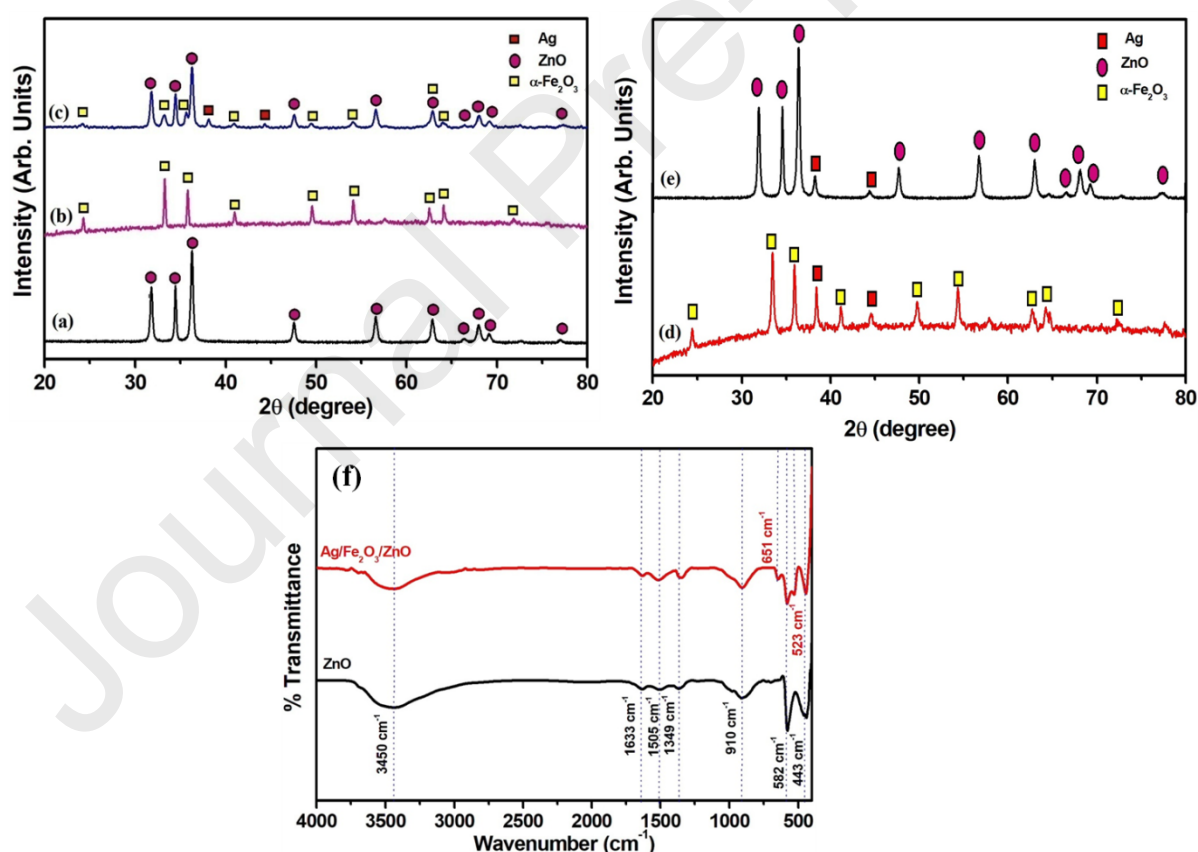 Ag
ZnO
α-Fe₂O₃
(c)
(b)
(a)
Intensity (Arb. Units)
20 30 40 50 60 70 80
2θ (degree)
Ag
ZnO
α-Fe₂O₃
(e)
(d)
Intensity (Arb. Units)
20 30 40 50 60 70 80
2θ (degree)
(f)
Ag/Fe₂O₃/ZnO
651 cm⁻¹
523 cm⁻¹
ZnO
3450 cm⁻¹
1633 cm⁻¹
1505 cm⁻¹
1349 cm⁻¹
910 cm⁻¹
582 cm⁻¹
443 cm⁻¹
% Transmittance
4000 3500 3000 2500 2000 1500 1000 500
Wavenumber (cm⁻¹)
Journal Pre-